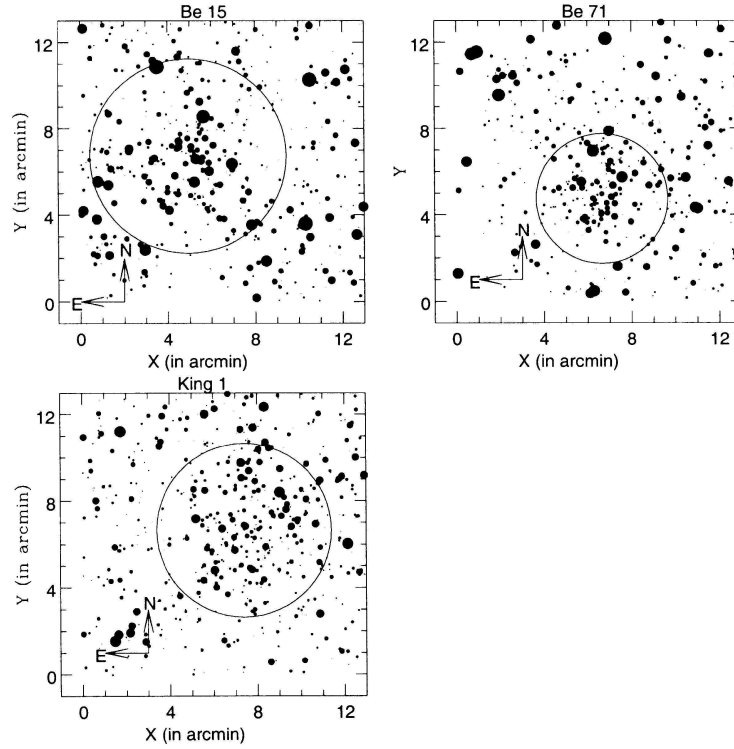 Be 15
Be 71
12
8
4
0
Y (in arcmin)
N
E
0
4
8
12
X (in arcmin)
12
8
4
0
Y
N
E
0
4
8
12
X (in arcmin)
King 1
12
8
4
0
Y (in arcmin)
N
E
0
4
8
12
X (in arcmin)